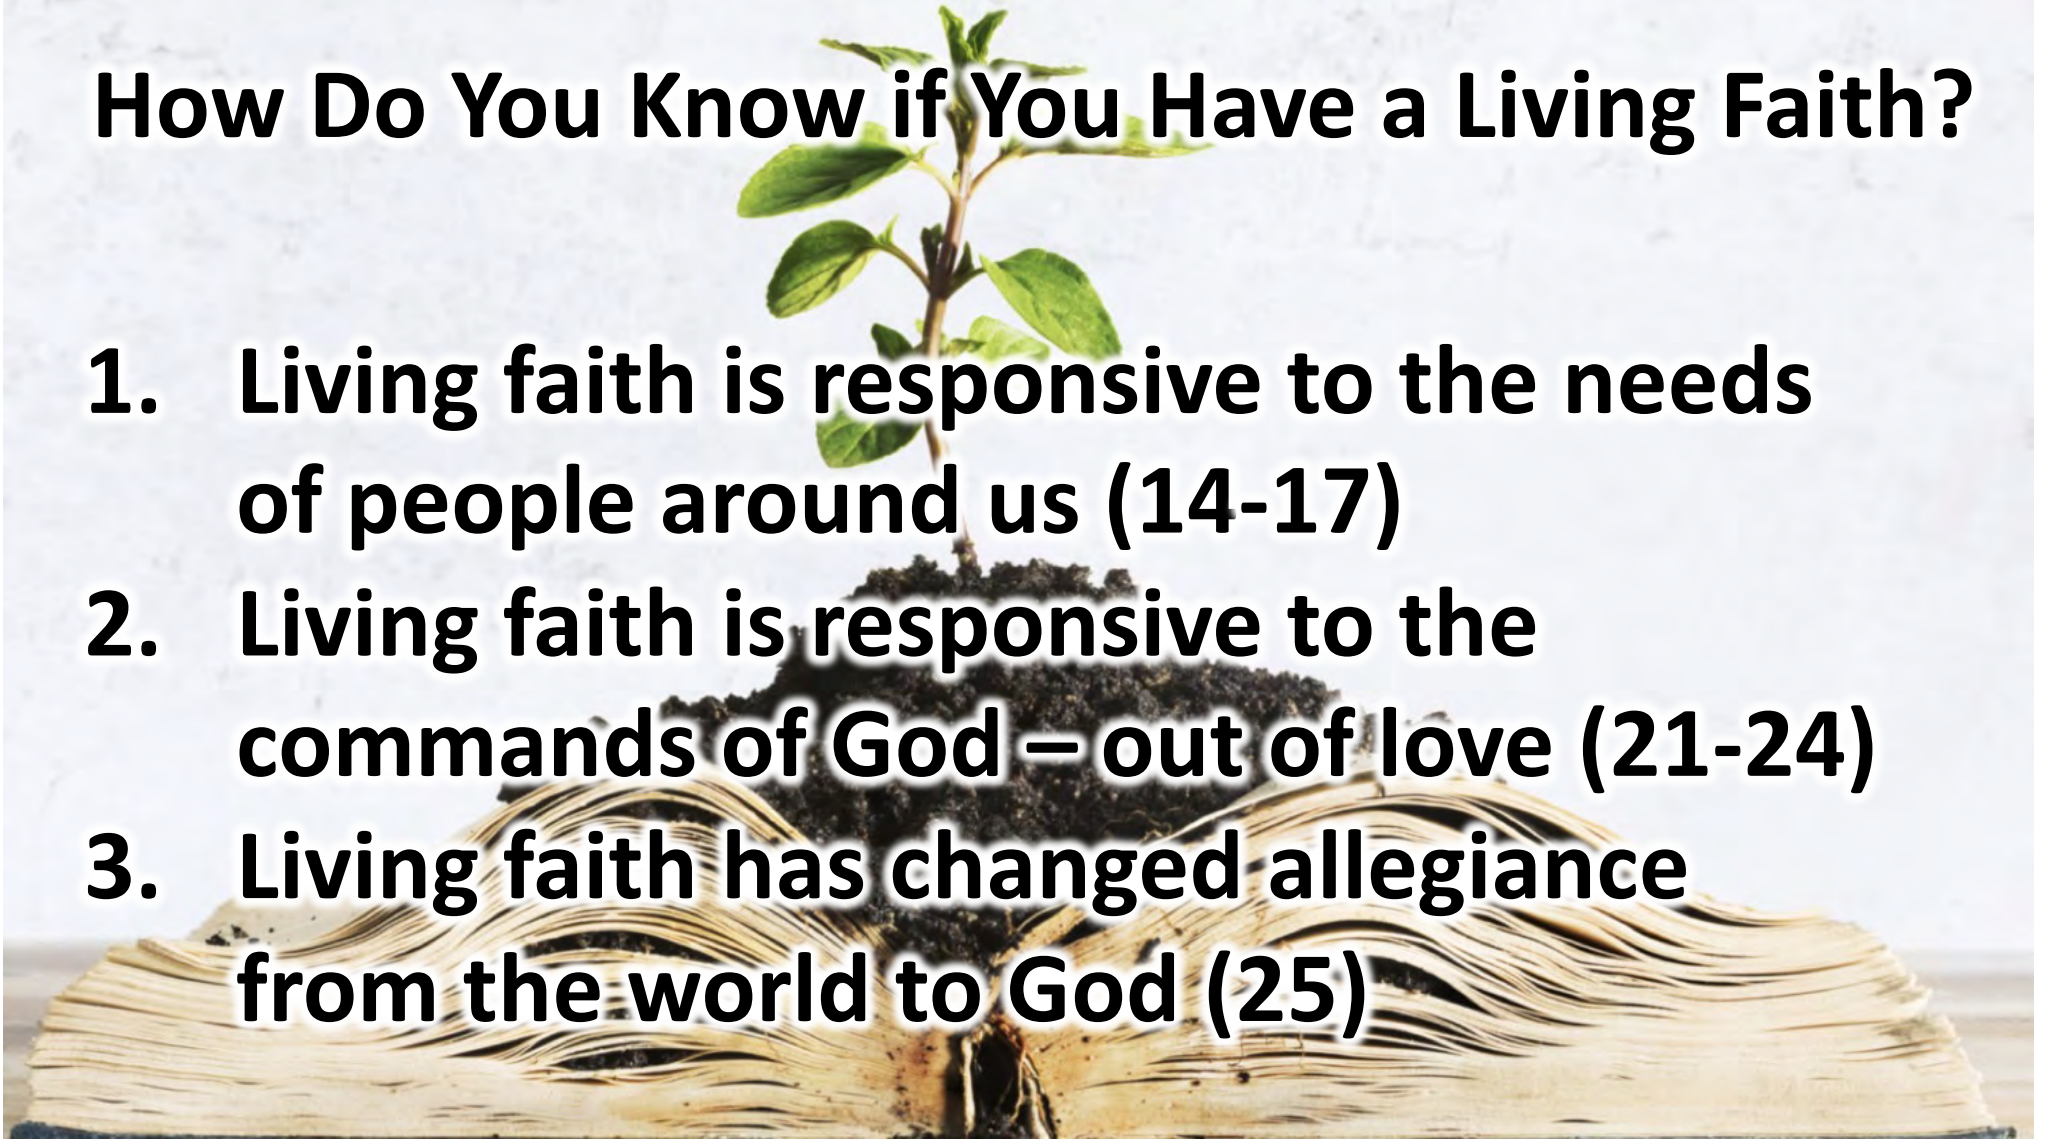 How Do You Know if You Have a Living Faith?
1. Living faith is responsive to the needs
of people around us (14-17)
2. Living faith is responsive to the
commands of God – out of love (21-24)
3. Living faith has changed allegiance
from the world to God (25)